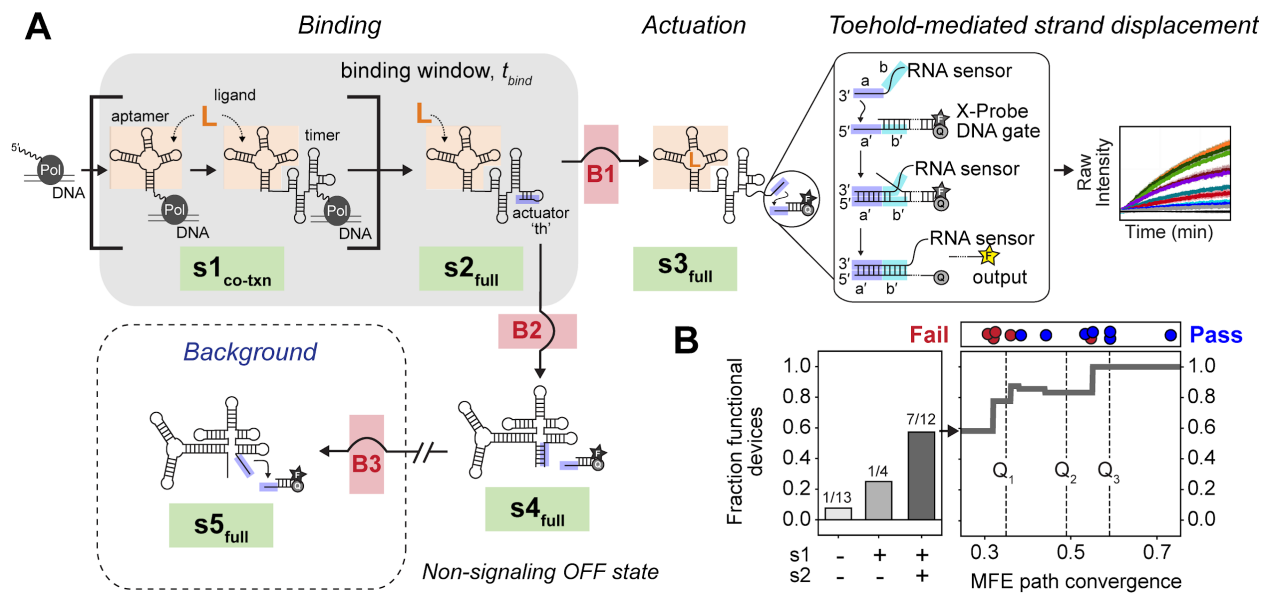 A
Binding
Actuation
Toehold-mediated strand displacement
binding window, t_bind
aptamer
ligand
L
timer
L
5'
Pol
DNA
Pol
DNA
Pol
DNA
actuator
'th'
s1co-txn
s2full
B1
L
F
Q
s3full
a
b
RNA sensor
3'
X-Probe
DNA gate
5'
a'
b'
F
Q
3'
5'
F
Q
RNA sensor
3'
5'
a'
b'
F
Q
output
Raw
Intensity
Time (min)
B2
Background
B3
F
Q
s5full
F
Q
s4full
Non-signaling OFF state
B
Fail
Pass
Fraction functional
devices
1.0
0.8
0.6
0.4
0.2
0.0
1/13
1/4
7/12
s1
-
+
+
s2
-
-
+
Q1
Q2
Q3
1.0
0.8
0.6
0.4
0.2
0.0
0.3
0.5
0.7
MFE path convergence